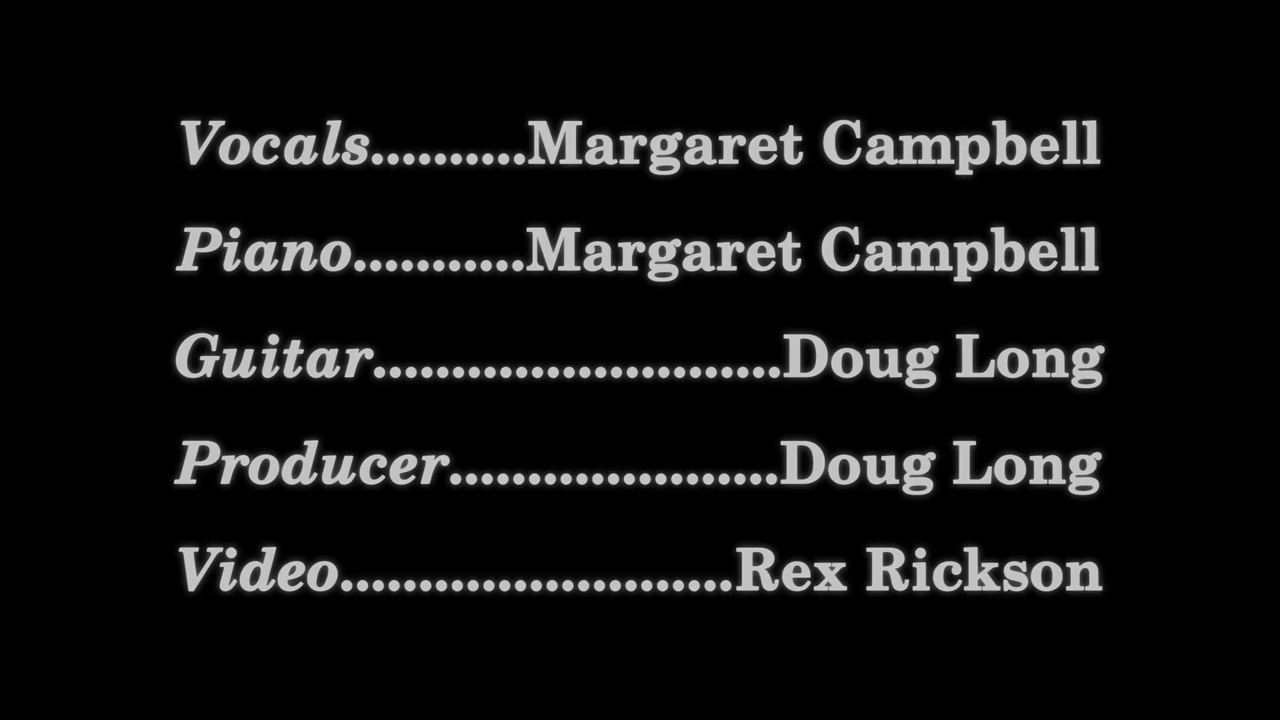 Vocals..........Margaret Campbell
Piano...........Margaret Campbell
Guitar..........................Doug Long
Producer.....................Doug Long
Video.........................Rex Rickson